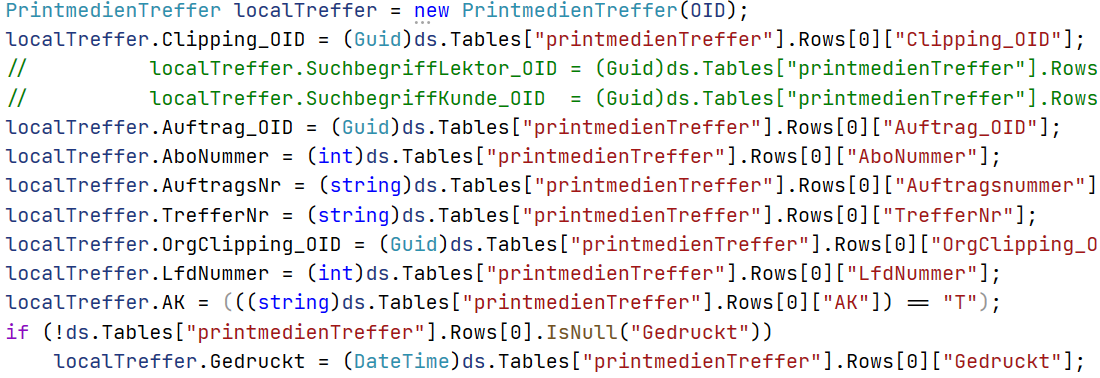 PrintmedienTreffer localTreffer = new PrintmedienTreffer(OID);
localTreffer.Clipping_OID = (Guid)ds.Tables["printmedienTreffer"].Rows[0]["Clipping_OID"];
//          localTreffer.SuchbegriffLektor_OID = (Guid)ds.Tables["printmedienTreffer"].Rows
//          localTreffer.SuchbegriffKunde_OID  = (Guid)ds.Tables["printmedienTreffer"].Rows
localTreffer.Auftrag_OID = (Guid)ds.Tables["printmedienTreffer"].Rows[0]["Auftrag_OID"];
localTreffer.AboNummer = (int)ds.Tables["printmedienTreffer"].Rows[0]["AboNummer"];
localTreffer.AuftragsNr = (string)ds.Tables["printmedienTreffer"].Rows[0]["Auftragsnummer"]
localTreffer.TrefferNr = (string)ds.Tables["printmedienTreffer"].Rows[0]["TrefferNr"];
localTreffer.OrgClipping_OID = (Guid)ds.Tables["printmedienTreffer"].Rows[0]["OrgClipping_O
localTreffer.LfdNummer = (int)ds.Tables["printmedienTreffer"].Rows[0]["LfdNummer"];
localTreffer.AK = (((string)ds.Tables["printmedienTreffer"].Rows[0]["AK"]) == "T");
if (!ds.Tables["printmedienTreffer"].Rows[0].IsNull("Gedruckt"))
    localTreffer.Gedruckt = (DateTime)ds.Tables["printmedienTreffer"].Rows[0]["Gedruckt"];